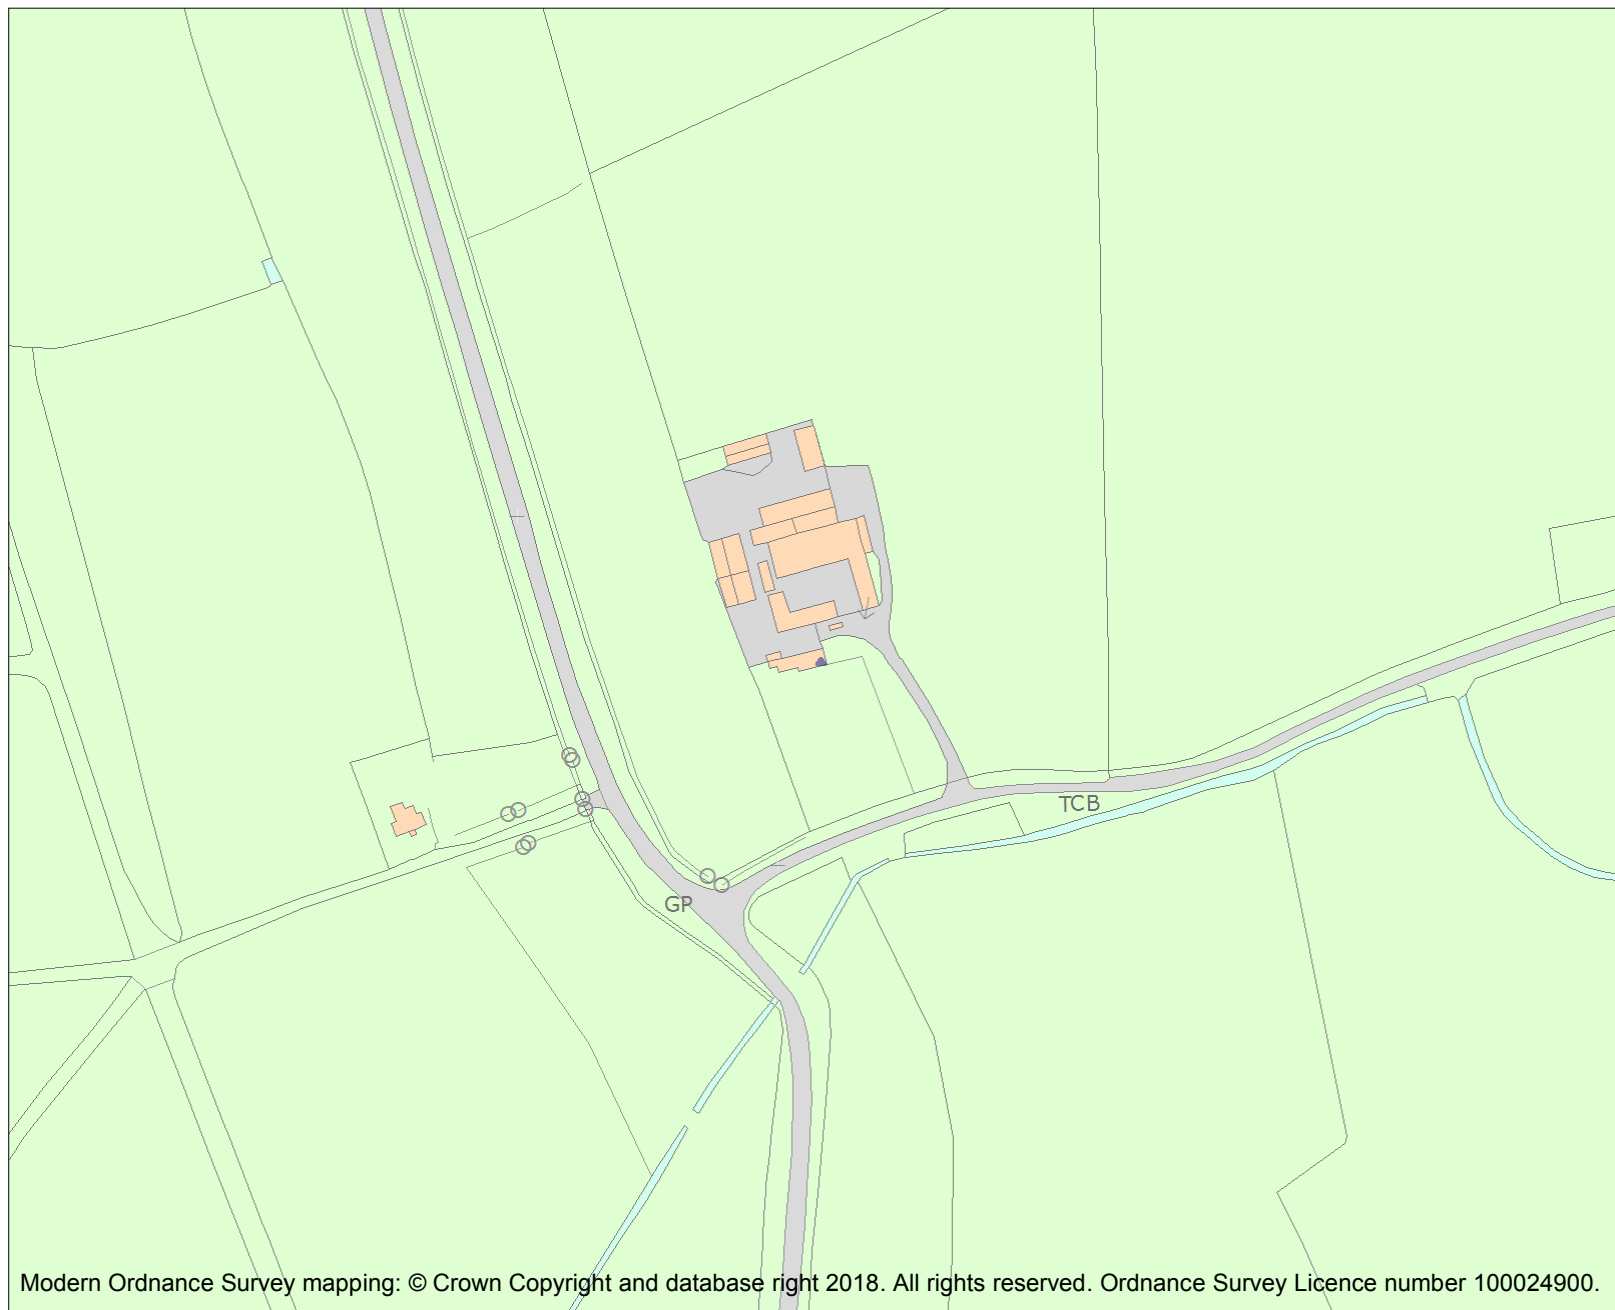 TCB
GP
Modern Ordnance Survey mapping: © Crown Copyright and database right 2018. All rights reserved. Ordnance Survey Licence number 100024900.